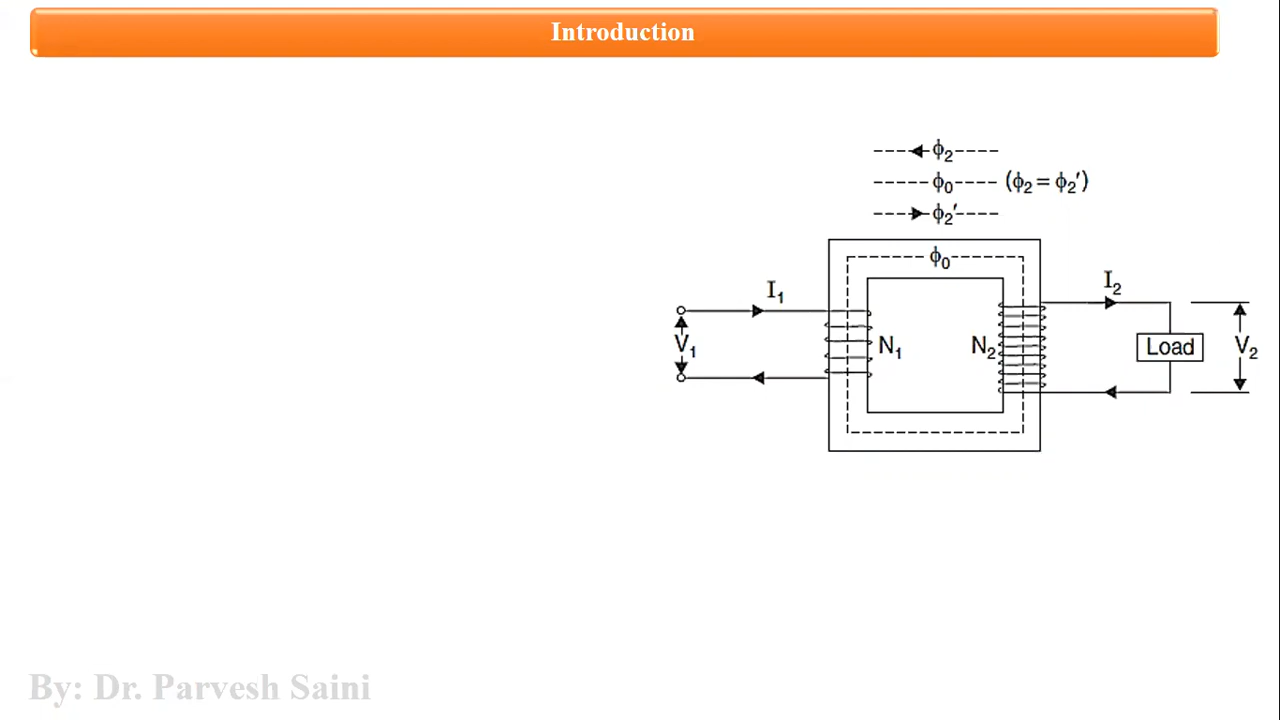 Introduction
ϕ₂
ϕ₀ (ϕ₂ = ϕ₂′)
ϕ₂′
ϕ₀
I₁
I₂
V₁
N₁
N₂
Load
V₂
By: Dr. Parvesh Saini